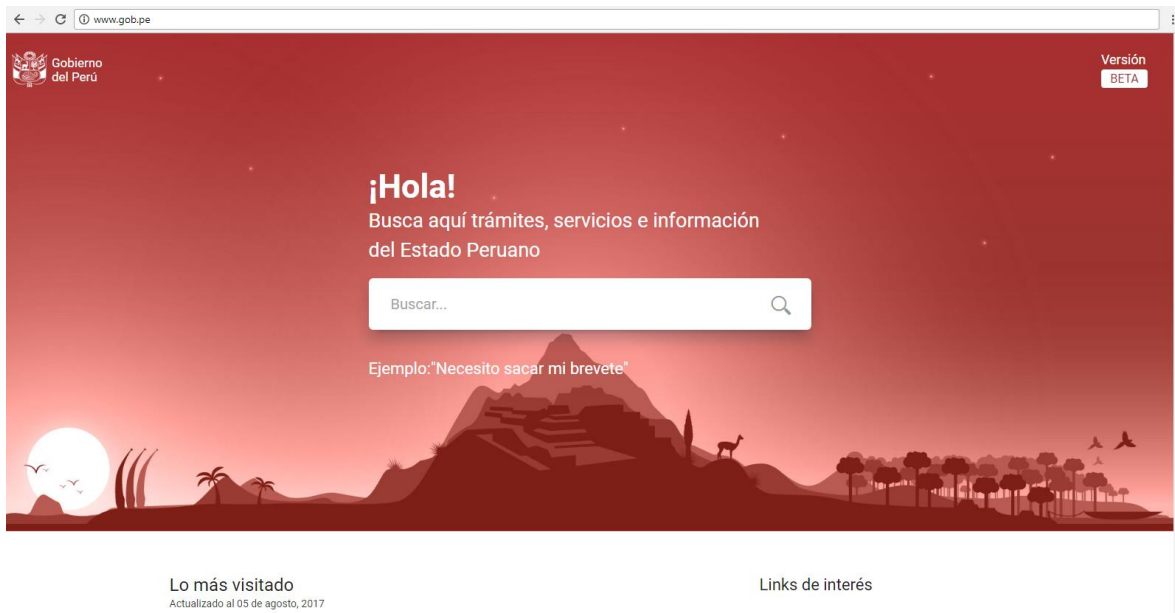 www.gob.pe
Gobierno
del Perú
Versión
BETA
¡Hola!
Busca aquí trámites, servicios e información
del Estado Peruano
Buscar...
Ejemplo:"Necesito sacar mi brevete"
Lo más visitado
Actualizado al 05 de agosto, 2017
Links de interés